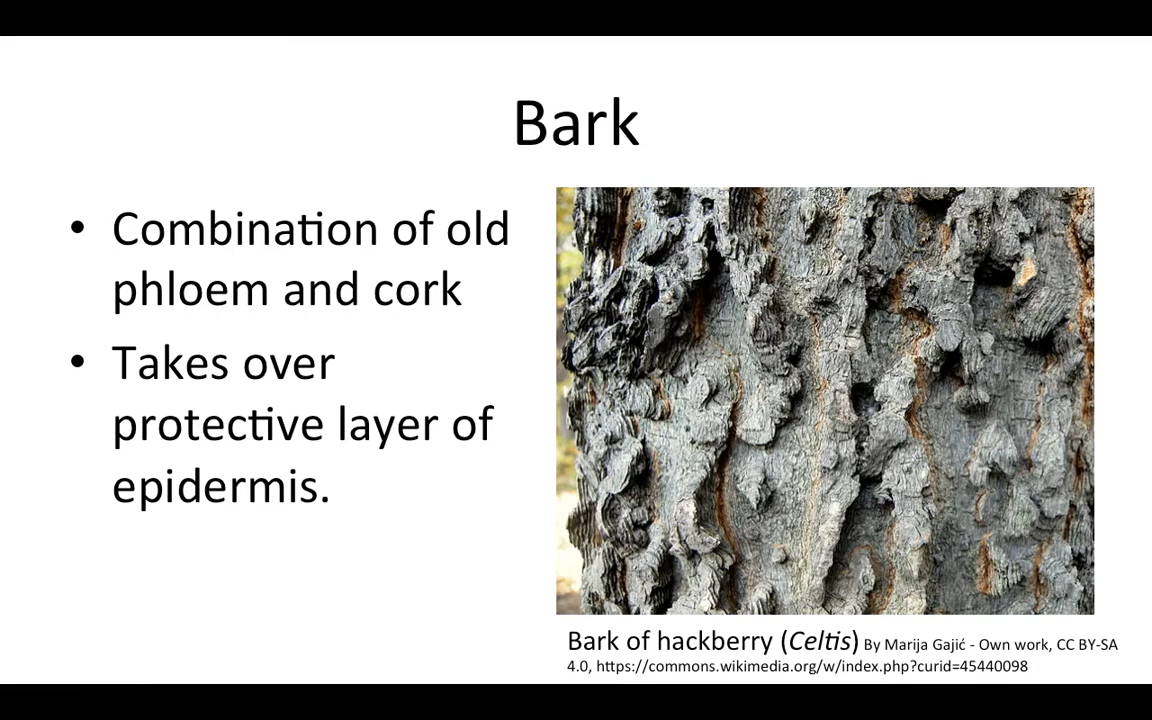 Bark
• Combination of old
phloem and cork
• Takes over
protective layer of
epidermis.
Bark of hackberry (Celtis) By Marija Gajić - Own work, CC BY-SA
4.0, https://commons.wikimedia.org/w/index.php?curid=45440098